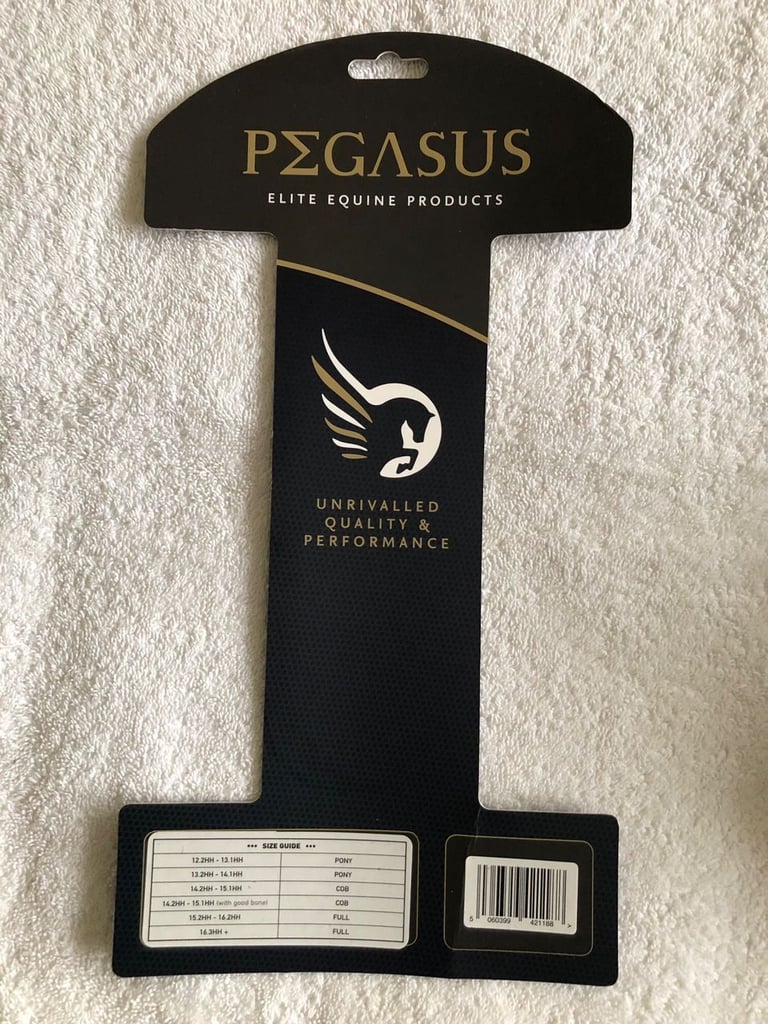 PΣGΛSUS
ELITE EQUINE PRODUCTS
UNRIVALLED
QUALITY &
PERFORMANCE
••• SIZE GUIDE •••
12.2HH - 13.1HH PONY
13.2HH - 14.1HH PONY
14.2HH - 15.1HH COB
14.2HH - 15.1HH (with good bone) COB
15.2HH - 16.2HH FULL
16.3HH + FULL
5 060399 421188 >